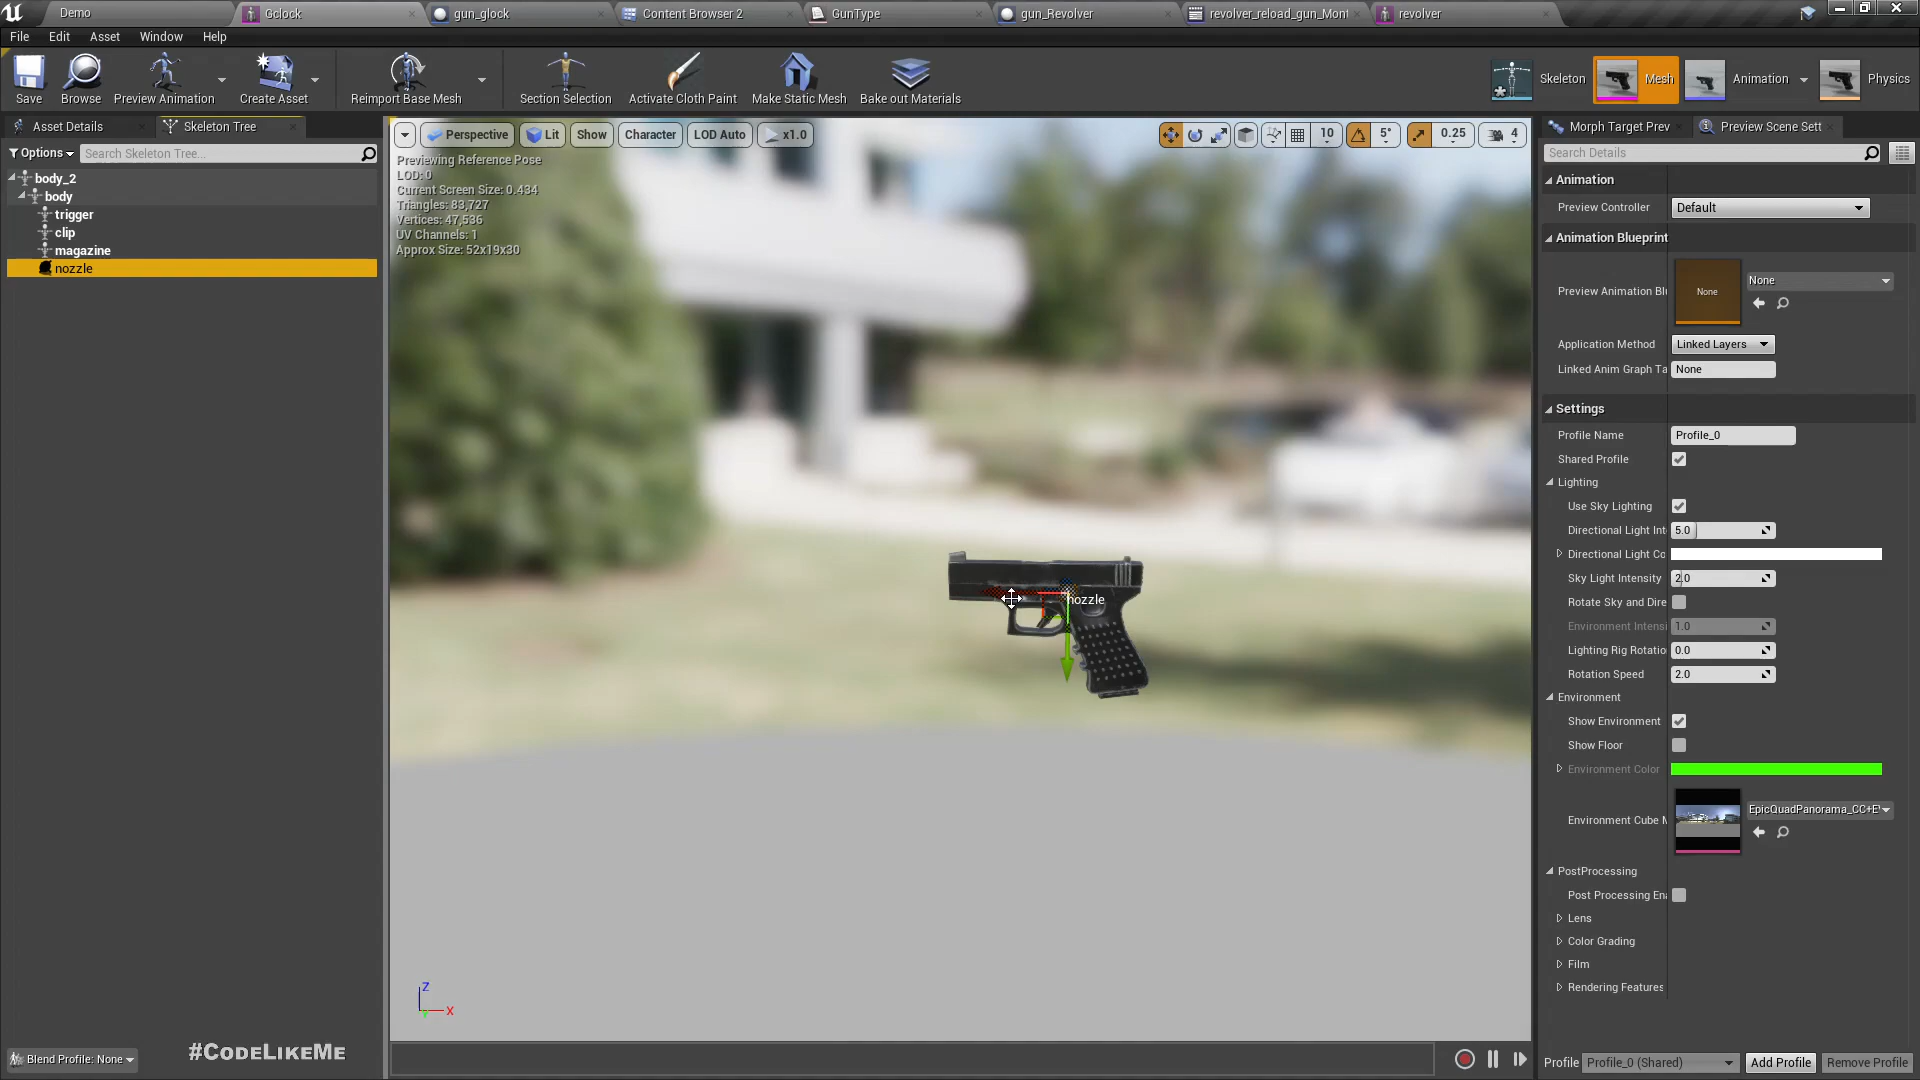 Demo
Gclock
gun_glock
Content Browser 2
GunType
gun_Revolver
revolver_reload_gun_Mont
revolver
File Edit Asset Window Help
Save
Browse
Preview Animation
Create Asset
Reimport Base Mesh
Section Selection
Activate Cloth Paint
Make Static Mesh
Bake out Materials
Skeleton
Mesh
Animation
Physics
Asset Details
Skeleton Tree
Options
Search Skeleton Tree...
body_2
body
trigger
clip
magazine
nozzle
Blend Profile: None
#CodeLikeMe
Perspective
Lit
Show
Character
LOD Auto
x1.0
10
5°
0.25
4
Previewing Reference Pose
LOD: 0
Current Screen Size: 0.434
Triangles: 83,727
Vertices: 47,536
UV Channels: 1
Approx Size: 52x19x30
nozzle
Z
X
Y
Morph Target Prev
Preview Scene Sett
Search Details
Animation
Preview Controller
Default
Animation Blueprint
Preview Animation Blu
None
None
Application Method
Linked Layers
Linked Anim Graph Ta
None
Settings
Profile Name
Profile_0
Shared Profile
Lighting
Use Sky Lighting
Directional Light Int
5.0
Directional Light Co
Sky Light Intensity
2.0
Rotate Sky and Dire
Environment Intensi
1.0
Lighting Rig Rotatio
0.0
Rotation Speed
2.0
Environment
Show Environment
Show Floor
Environment Color
Environment Cube M
EpicQuadPanorama_CC+E
PostProcessing
Post Processing Ena
Lens
Color Grading
Film
Rendering Features
Profile
Profile_0 (Shared)
Add Profile
Remove Profile